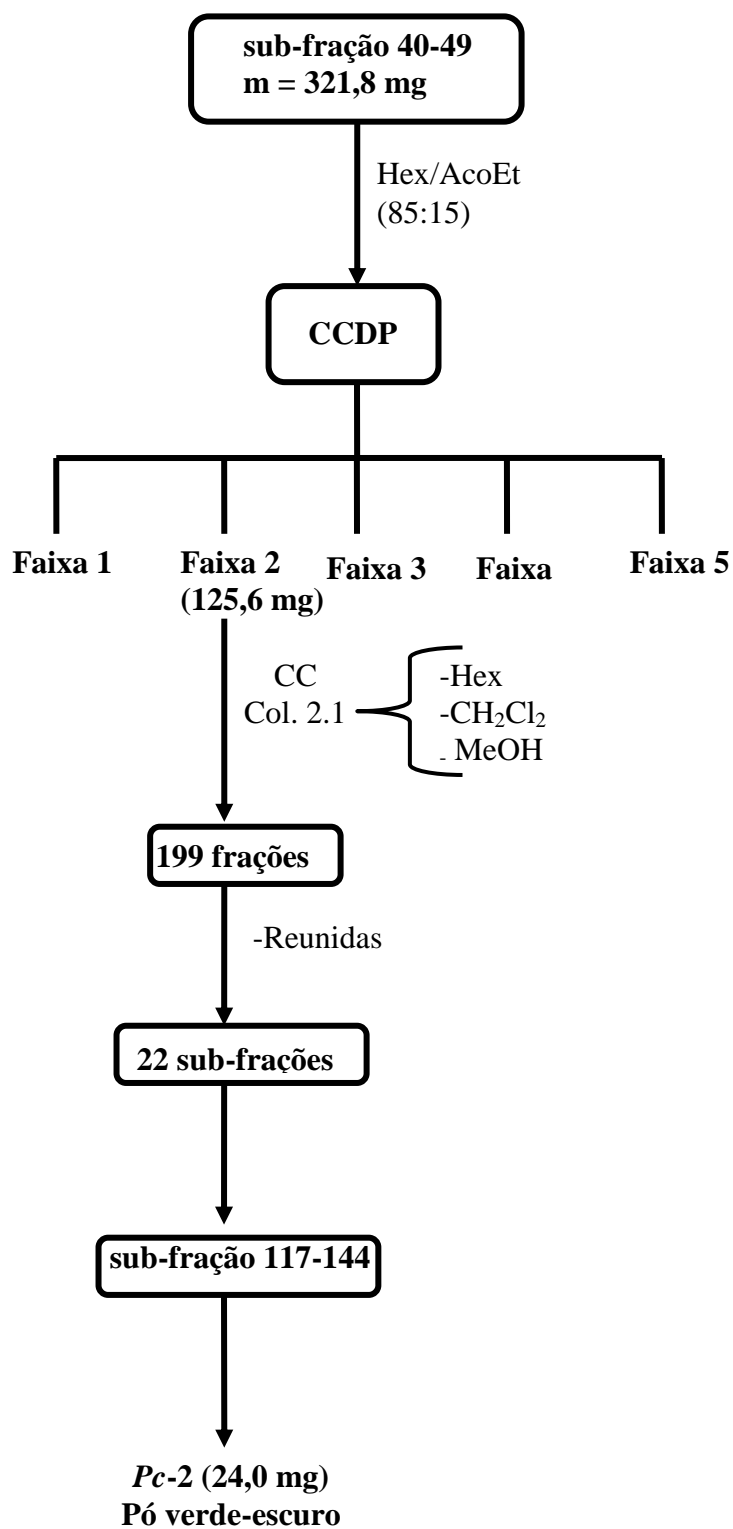 sub-fração 40-49
m = 321,8 mg
Hex/AcoEt
(85:15)
CCDP
Faixa 1
Faixa 2
(125,6 mg)
Faixa 3
Faixa
Faixa 5
CC
Col. 2.1
-Hex
-CH₂Cl₂
- MeOH
199 frações
-Reunidas
22 sub-frações
sub-fração 117-144
Pc-2 (24,0 mg)
Pó verde-escuro